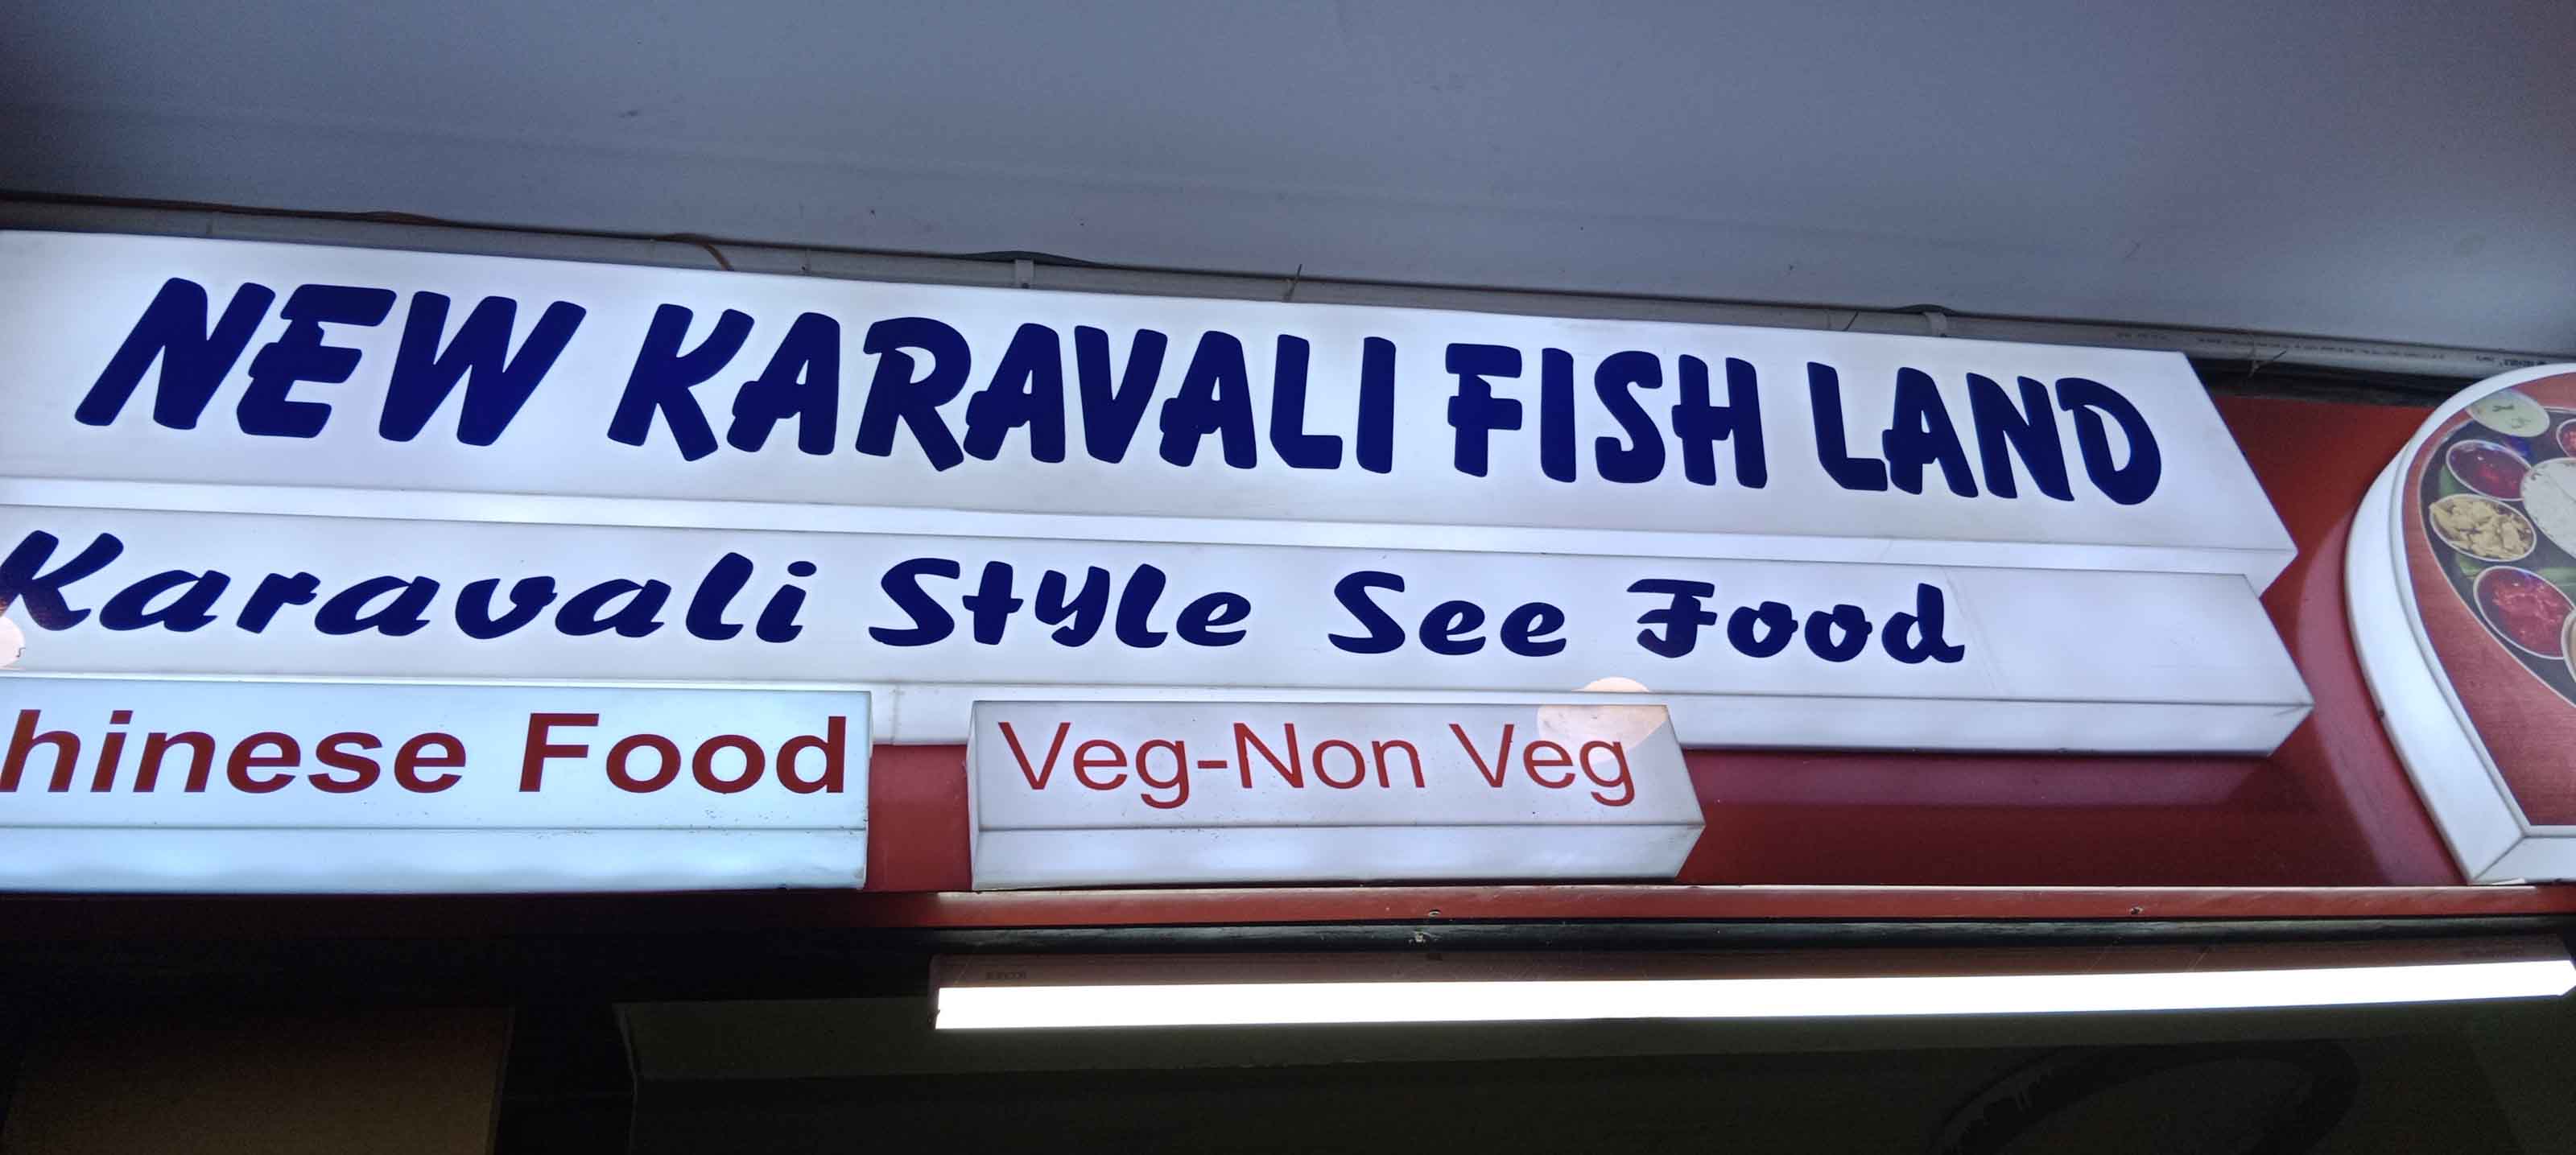 NEW KARAVALI FISH LAND
Karavali Style See Food
hinese Food
Veg-Non Veg